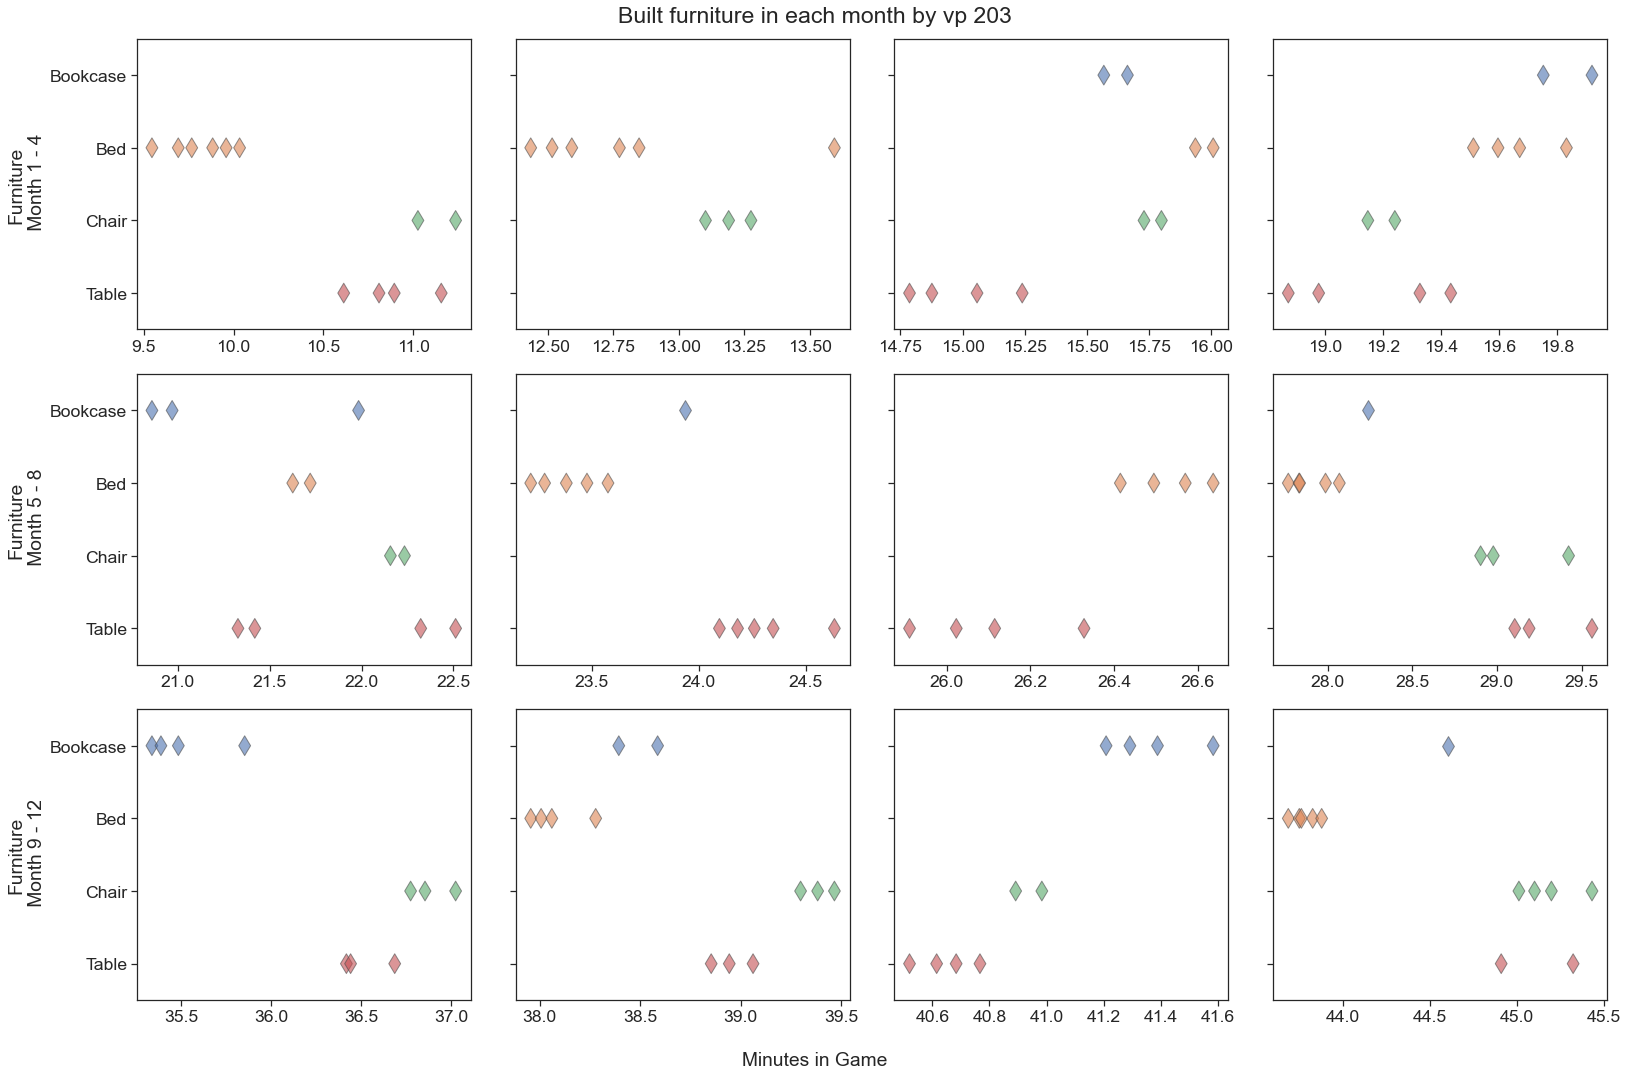 Built furniture in each month by vp 203
Furniture
Month 1 - 4
Bookcase
Bed
Chair
Table
9.5 10.0 10.5 11.0
12.50 12.75 13.00 13.25 13.50
14.75 15.00 15.25 15.50 15.75 16.00
19.0 19.2 19.4 19.6 19.8
Furniture
Month 5 - 8
Bookcase
Bed
Chair
Table
21.0 21.5 22.0 22.5
23.5 24.0 24.5
26.0 26.2 26.4 26.6
28.0 28.5 29.0 29.5
Furniture
Month 9 - 12
Bookcase
Bed
Chair
Table
35.5 36.0 36.5 37.0
38.0 38.5 39.0 39.5
40.6 40.8 41.0 41.2 41.4 41.6
44.0 44.5 45.0 45.5
Minutes in Game